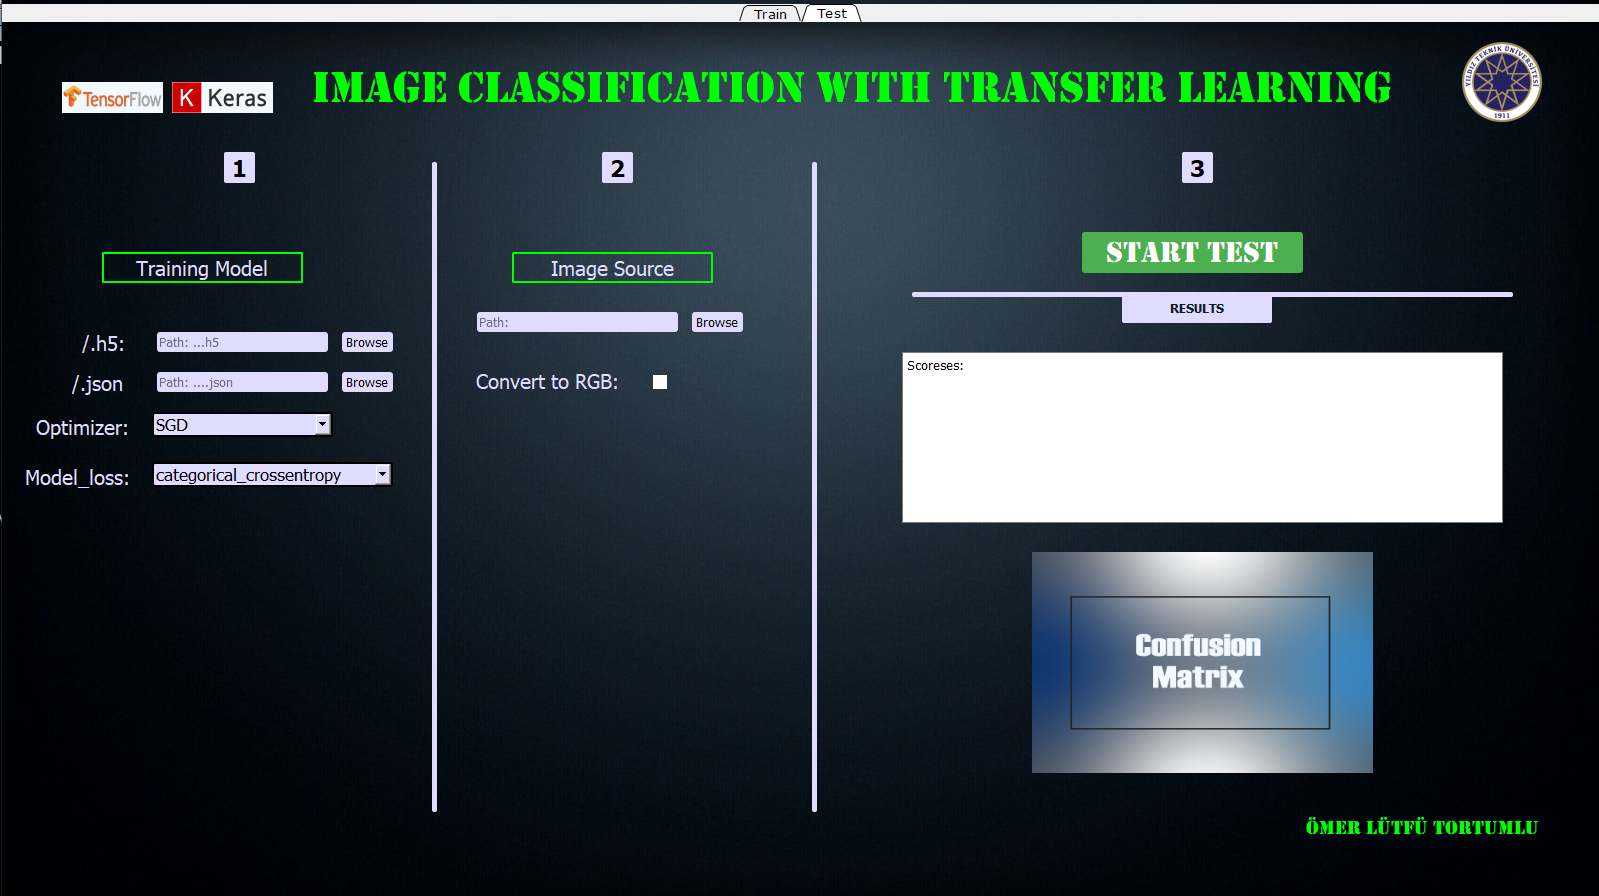 Train
Test
TensorFlow
K Keras
IMAGE CLASSIFICATION WITH TRANSFER LEARNING
YILDIZ TEKNİK ÜNİVERSİTESİ
1911
1
Training Model
/.h5:
Path: ...h5
Browse
/.json
Path: ....json
Browse
Optimizer:
SGD
Model_loss:
categorical_crossentropy
2
Image Source
Path:
Browse
Convert to RGB:
3
START TEST
RESULTS
Scoreses:
Confusion
Matrix
ÖMER LÜTFÜ TORTUMLU